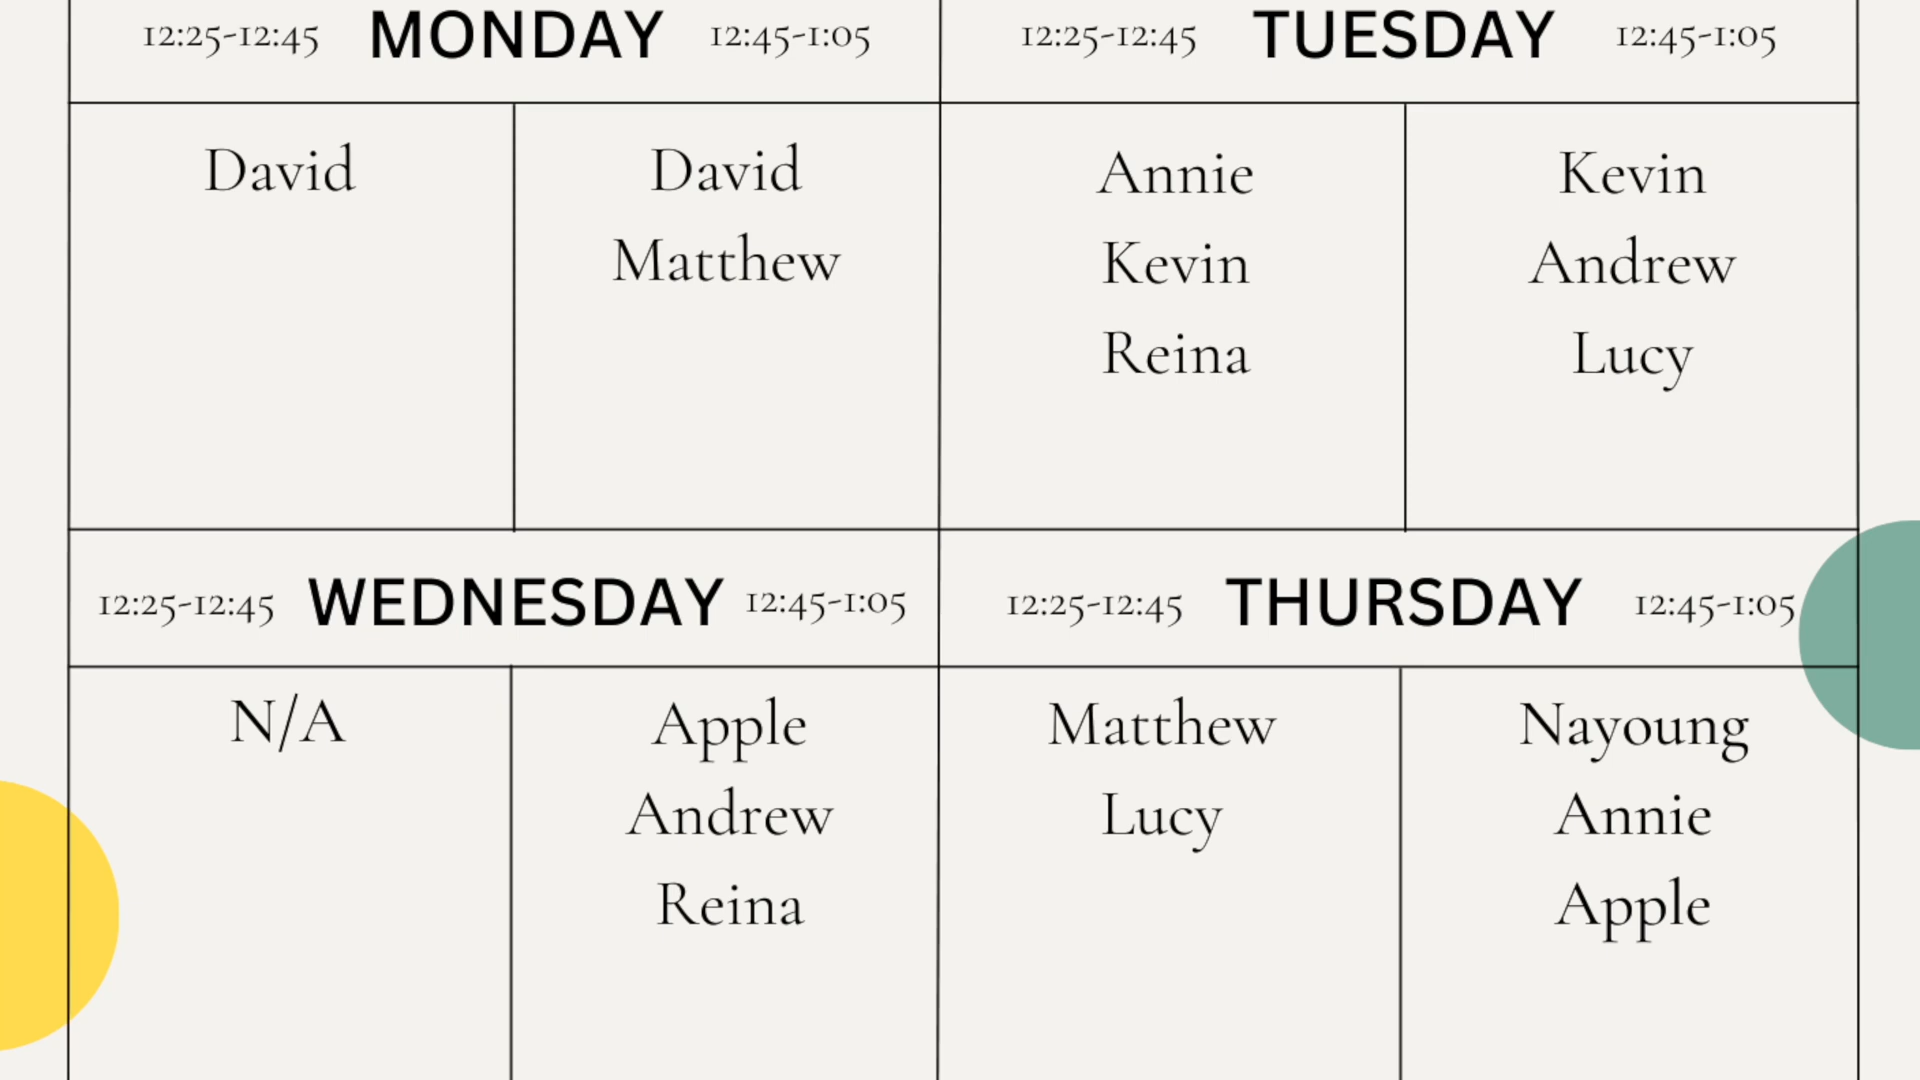 12:25-12:45 MONDAY 12:45-1:05
David
David
Matthew
12:25-12:45 TUESDAY 12:45-1:05
Annie
Kevin
Reina
Kevin
Andrew
Lucy
12:25-12:45 WEDNESDAY 12:45-1:05
N/A
Apple
Andrew
Reina
12:25-12:45 THURSDAY 12:45-1:05
Matthew
Lucy
Nayoung
Annie
Apple